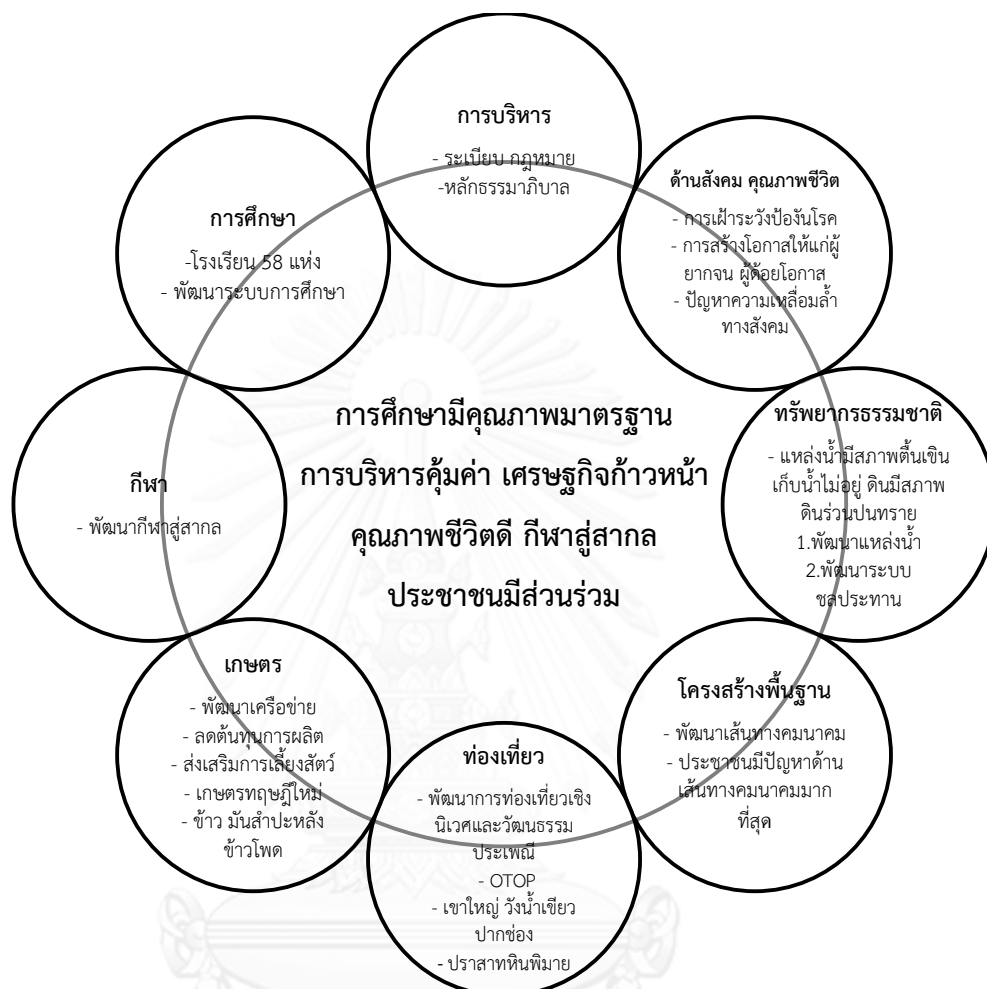 การบริหาร
- ระเบียบ กฎหมาย
-หลักธรรมาภิบาล
ด้านสังคม คุณภาพชีวิต
- การเฝ้าระวังป้องันโรค
- การสร้างโอกาสให้แก่ผู้
ยากจน ผู้ด้อยโอกาส
- ปัญหาความเหลื่อมล้ำ
ทางสังคม
ทรัพยากรธรรมชาติ
- แหล่งน้ำมีสภาพตื้นเขิน
เก็บน้ำไม่อยู่ ดินมีสภาพ
ดินร่วนปนทราย
1.พัฒนาแหล่งน้ำ
2.พัฒนาระบบ
ชลประทาน
โครงสร้างพื้นฐาน
- พัฒนาเส้นทางคมนาคม
- ประชาชนมีปัญหาด้าน
เส้นทางคมนาคมมาก
ที่สุด
ท่องเที่ยว
- พัฒนาการท่องเที่ยวเชิง
นิเวศและวัฒนธรรม
ประเพณี
- OTOP
- เขาใหญ่ วังน้ำเขียว
ปากช่อง
- ปราสาทหินพิมาย
เกษตร
- พัฒนาเครือข่าย
- ลดต้นทุนการผลิต
- ส่งเสริมการเลี้ยงสัตว์
- เกษตรทฤษฎีใหม่
- ข้าว มันสำปะหลัง
ข้าวโพด
กีฬา
- พัฒนากีฬาสู่สากล
การศึกษา
-โรงเรียน 58 แห่ง
- พัฒนาระบบการศึกษา
การศึกษามีคุณภาพมาตรฐาน
การบริหารคุ้มค่า เศรษฐกิจก้าวหน้า
คุณภาพชีวิตดี กีฬาสู่สากล
ประชาชนมีส่วนร่วม